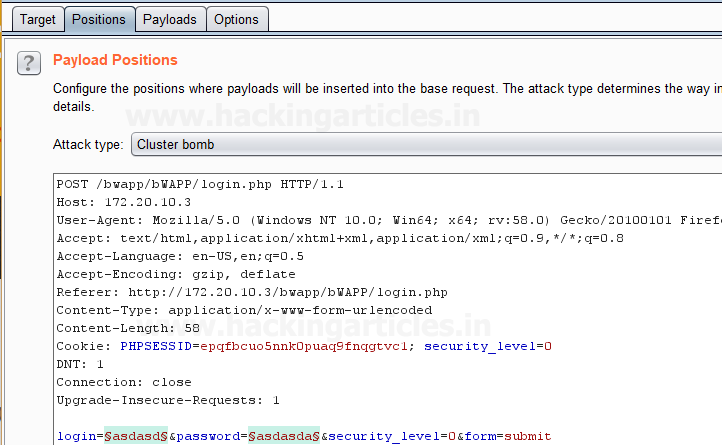 Target Positions Payloads Options
? Payload Positions
Configure the positions where payloads will be inserted into the base request. The attack type determines the way in
details.
www.hackingarticles.in
Attack type: Cluster bomb
POST /bwapp/bWAPP/login.php HTTP/1.1
Host: 172.20.10.3
User-Agent: Mozilla/5.0 (Windows NT 10.0; Win64; x64; rv:58.0) Gecko/20100101 Firef
Accept: text/html,application/xhtml+xml,application/xml;q=0.9,*/*;q=0.8
Accept-Language: en-US,en;q=0.5
Accept-Encoding: gzip, deflate
Referer: http://172.20.10.3/bwapp/bWAPP/login.php
Content-Type: application/x-www-form-urlencoded
Content-Length: 58
www.hackingarticles.in
Cookie: PHPSESSID=epqfbcuo5nnk0puaq9fnqgtvc1; security_level=0
DNT: 1
Connection: close
Upgrade-Insecure-Requests: 1
login=§asdasd§&password=§asdasda§&security_level=0&form=submit